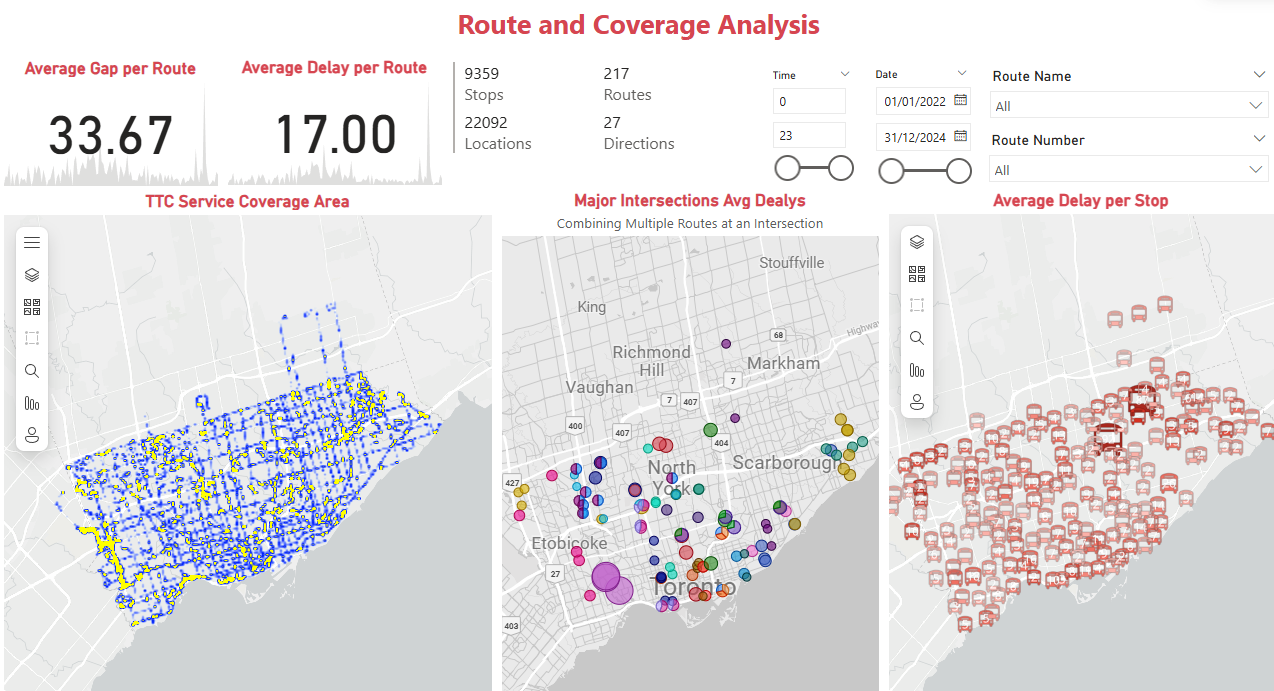 Route and Coverage Analysis
Average Gap per Route
33.67
Average Delay per Route
17.00
9359
Stops
217
Routes
22092
Locations
27
Directions
Time
0
23
Date
01/01/2022
31/12/2024
Route Name
All
Route Number
All
TTC Service Coverage Area
Major Intersections Avg Dealys
Combining Multiple Routes at an Intersection
Stouffville
King
Highway
68
Richmond
Hill
Markham
Vaughan
7
7
407
400
407
404
North
York
Scarborough
427
Etobicoke
27
Toronto
403
Average Delay per Stop